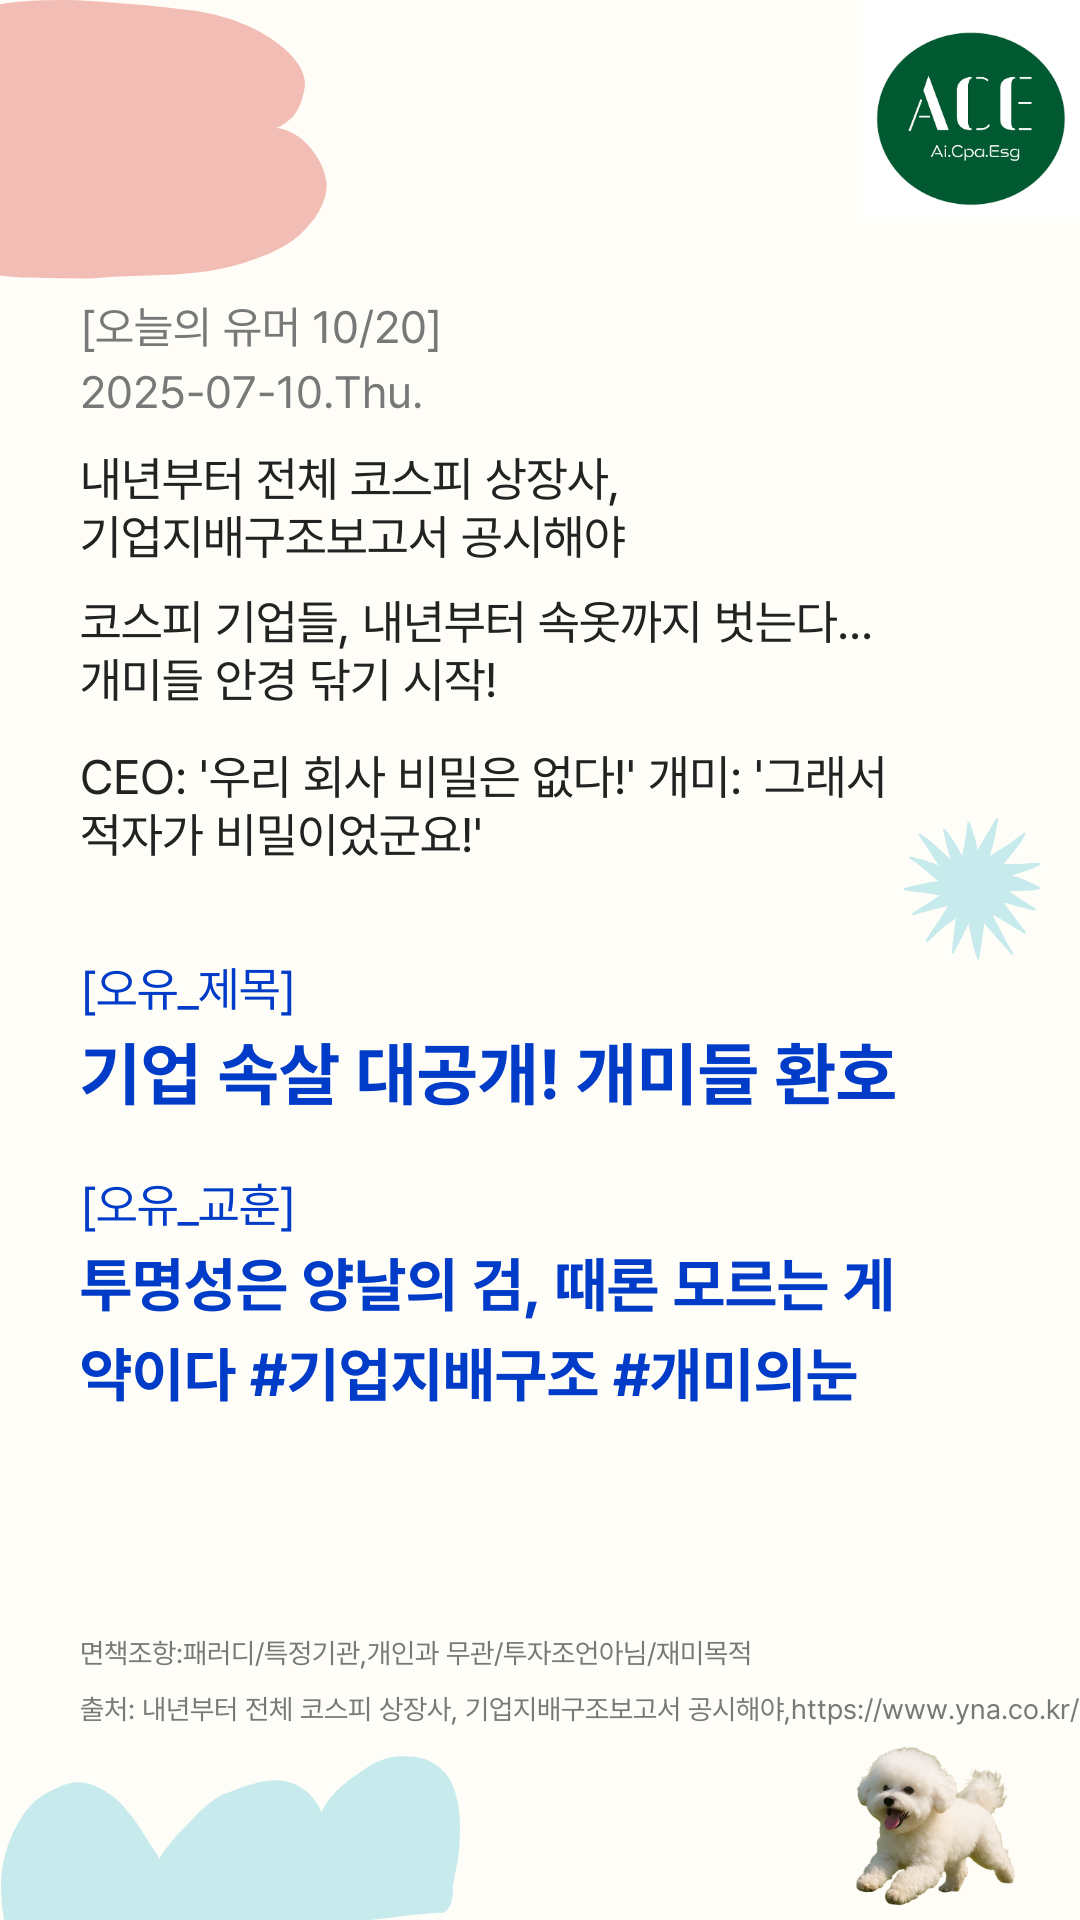 ACE
Ai.Cpa.Esg
[오늘의 유머 10/20]
2025-07-10.Thu.
내년부터 전체 코스피 상장사,
기업지배구조보고서 공시해야
코스피 기업들, 내년부터 속옷까지 벗는다...
개미들 안경 닦기 시작!
CEO: '우리 회사 비밀은 없다!' 개미: '그래서
적자가 비밀이었군요!'
[오유_제목]
기업 속살 대공개! 개미들 환호
[오유_교훈]
투명성은 양날의 검, 때론 모르는 게
약이다 #기업지배구조 #개미의눈
면책조항:패러디/특정기관,개인과 무관/투자조언아님/재미목적
출처: 내년부터 전체 코스피 상장사, 기업지배구조보고서 공시해야,https://www.yna.co.kr/